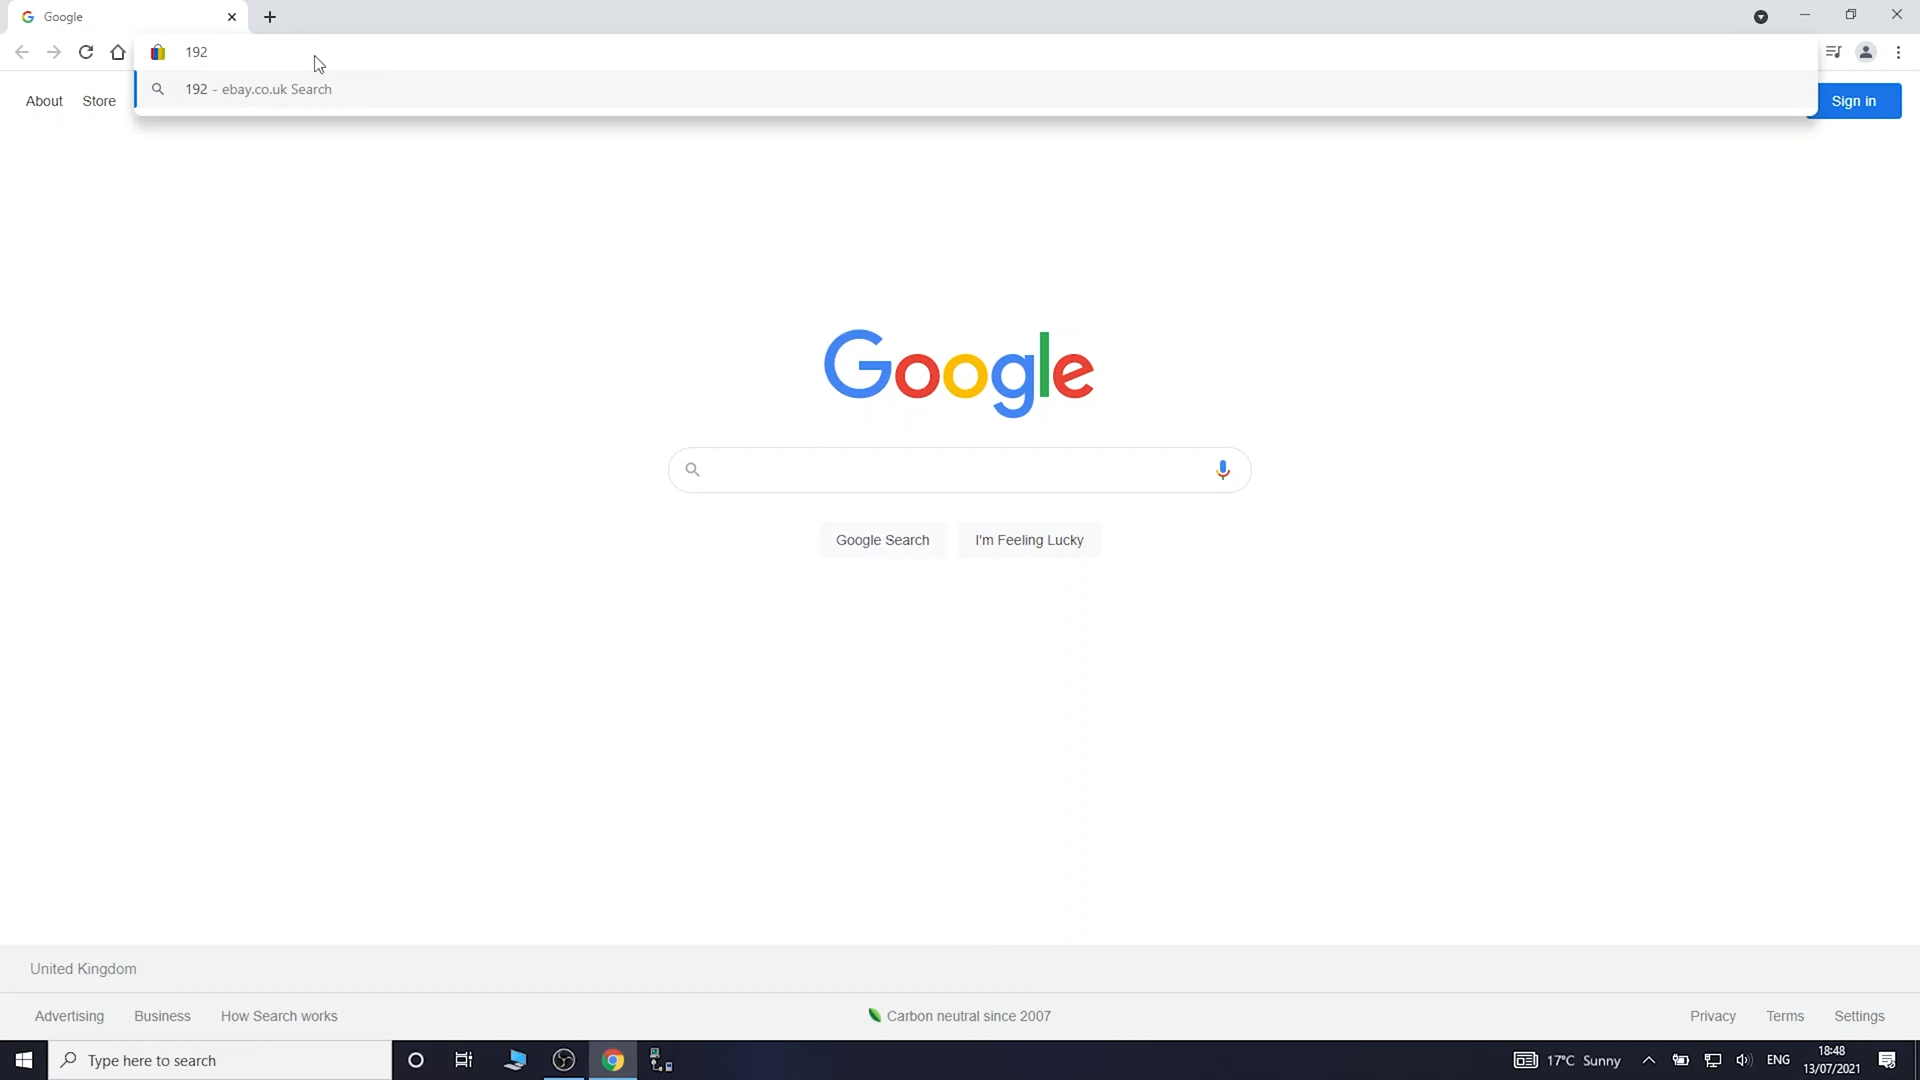 Google
192
192 - ebay.co.uk Search
About
Store
Sign in
Google
Google Search
I'm Feeling Lucky
United Kingdom
Advertising
Business
How Search works
Carbon neutral since 2007
Privacy
Terms
Settings
Type here to search
17°C Sunny
ENG
18:48
13/07/2021